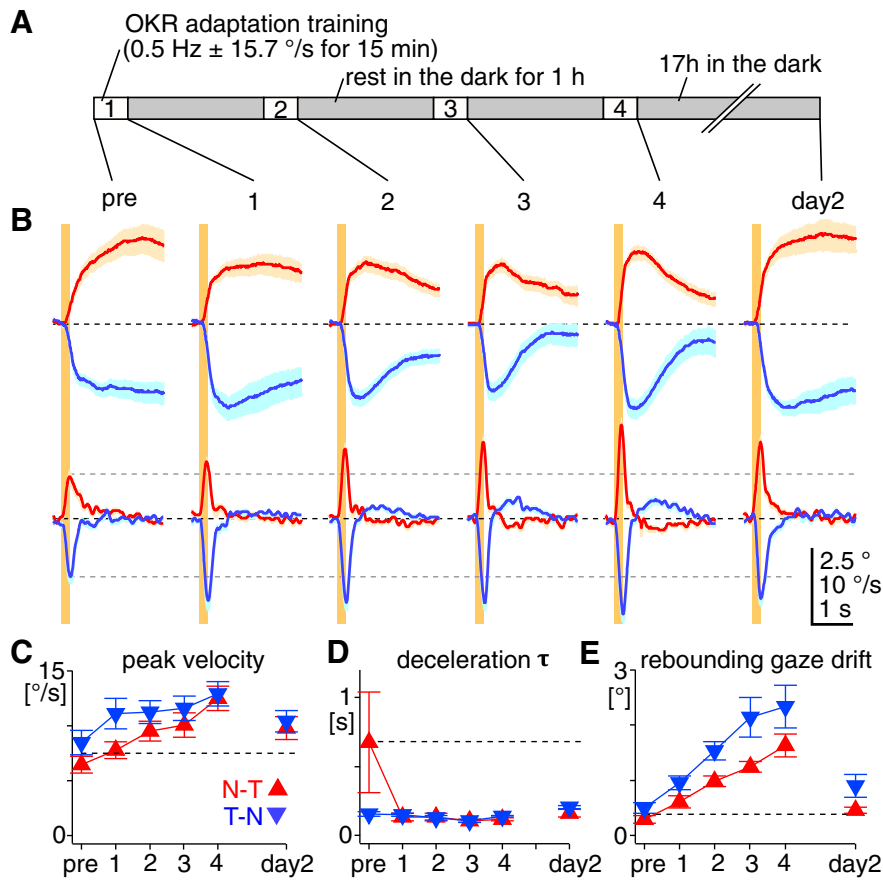 A
OKR adaptation training
(0.5 Hz ± 15.7 °/s for 15 min)
rest in the dark for 1 h
17h in the dark
1 2 3 4
pre 1 2 3 4 day2
B
2.5 °
10 °/s
1 s
C peak velocity
15
[°/s]
0
N-T
T-N
pre 1 2 3 4 day2
D deceleration τ
1
[s]
0
pre 1 2 3 4 day2
E rebounding gaze drift
3
[°]
0
pre 1 2 3 4 day2